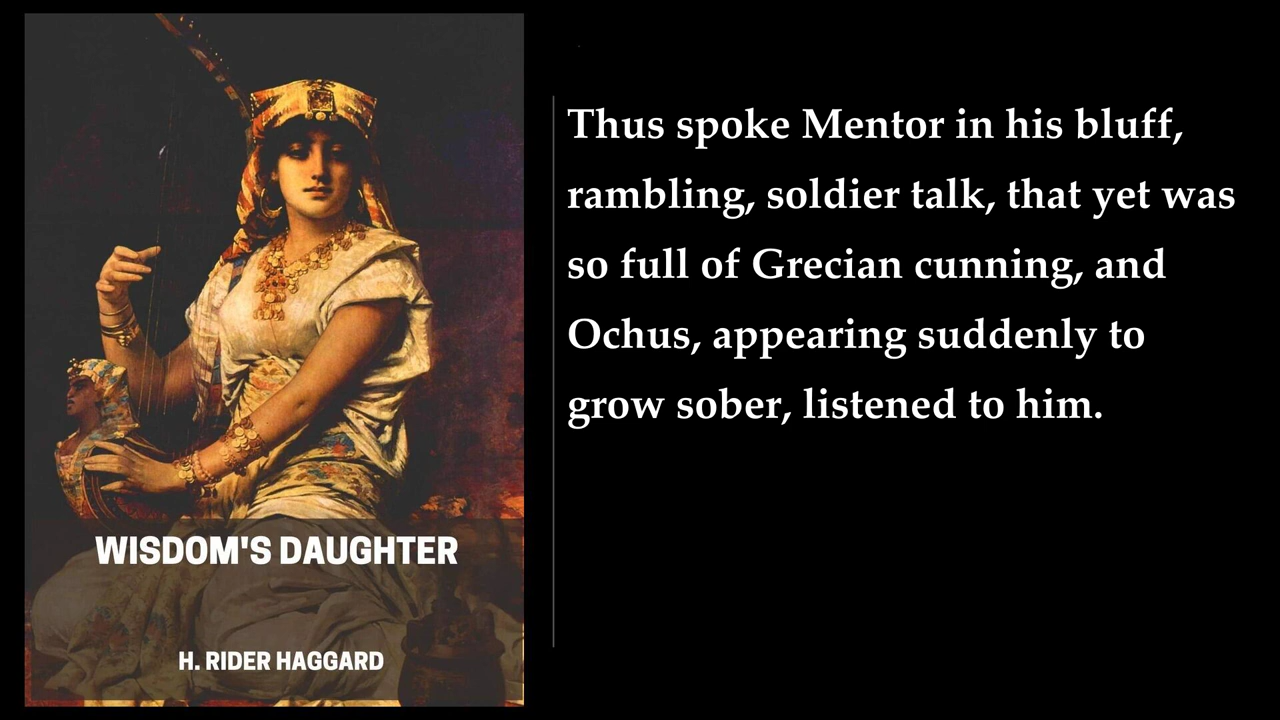 WISDOM'S DAUGHTER
H. RIDER HAGGARD
Thus spoke Mentor in his bluff,
rambling, soldier talk, that yet was
so full of Grecian cunning, and
Ochus, appearing suddenly to
grow sober, listened to him.